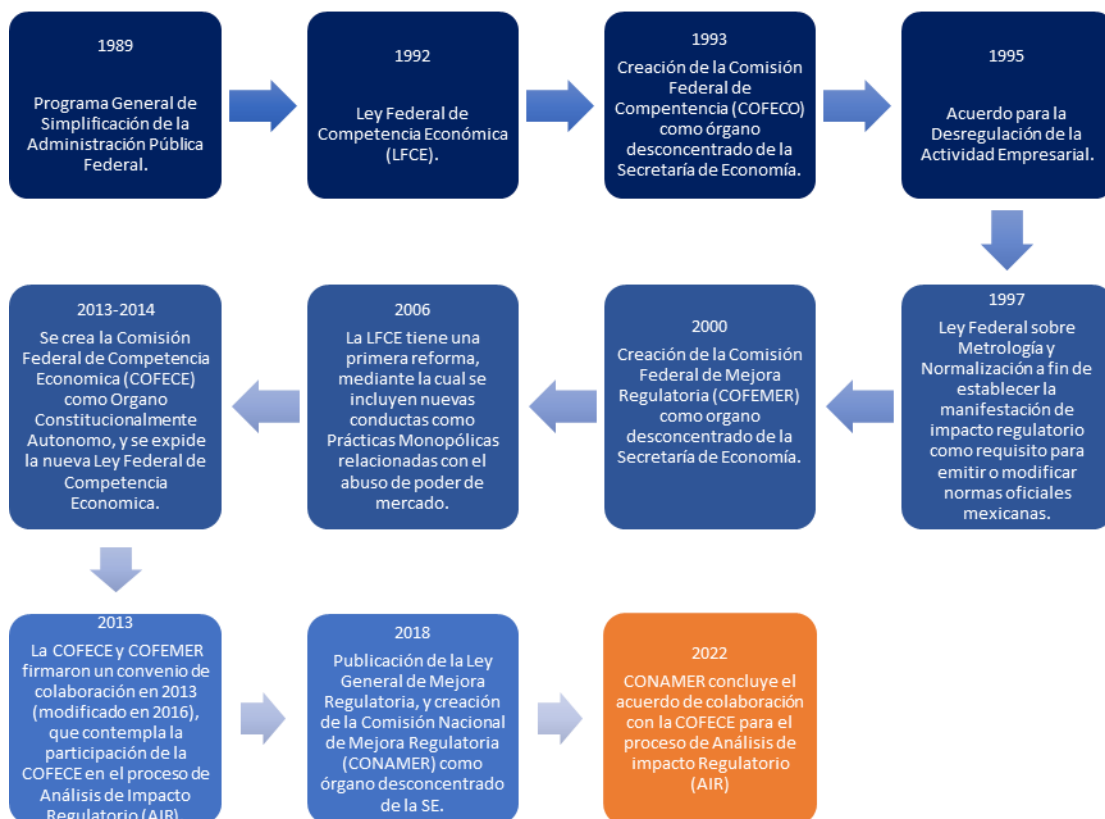 1989
Programa General de
Simplificación de la
Administración Pública
Federal.
1992
Ley Federal de
Competencia Económica
(LFCE).
1993
Creación de la Comisión
Federal de
Compentencia (COFECO)
como órgano
desconcentrado de la
Secretaría de Economía.
1995
Acuerdo para la
Desregulación de la
Actividad Empresarial.
1997
Ley Federal sobre
Metrología y
Normalización a fin de
establecer la
manifestación de
impacto regulatorio
como requisito para
emitir o modificar
normas oficiales
mexicanas.
2000
Creación de la Comisión
Federal de Mejora
Regulatoria (COFEMER)
como organo
desconcentrado de la
Secretaría de Economía.
2006
La LFCE tiene una
primera reforma,
mediante la cual se
incluyen nuevas
conductas como
Prácticas Monopólicas
relacionadas con el
abuso de poder de
mercado.
2013-2014
Se crea la Comisión
Federal de Competencia
Economica (COFECE)
como Organo
Constitucionalmente
Autonomo, y se expide
la nueva Ley Federal de
Competencia
Economica.
2013
La COFECE y COFEMER
firmaron un convenio de
colaboración en 2013
(modificado en 2016),
que contempla la
participación de la
COFECE en el proceso de
Análisis de Impacto
Regulatorio (AIR)
2018
Publicación de la Ley
General de Mejora
Regulatoria, y creación
de la Comisión Nacional
de Mejora Regulatoria
(CONAMER) como
órgano desconcentrado
de la SE.
2022
CONAMER concluye el
acuerdo de colaboración
con la COFECE para el
proceso de Análisis de
impacto Regulatorio
(AIR)